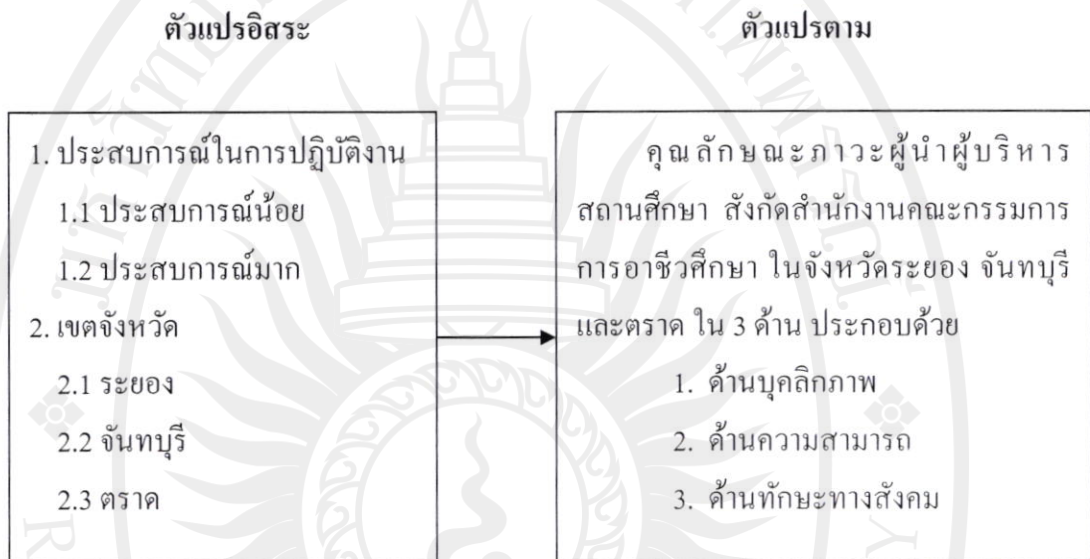 ตัวแปรอิสระ
ตัวแปรตาม
1. ประสบการณ์ในการปฏิบัติงาน
1.1 ประสบการณ์น้อย
1.2 ประสบการณ์มาก
2. เขตจังหวัด
2.1 ระยอง
2.2 จันทบุรี
2.3 ตราด
คุณลักษณะภาวะผู้นำผู้บริหาร
สถานศึกษา สังกัดสำนักงานคณะกรรมการ
การอาชีวศึกษา ในจังหวัดระยอง จันทบุรี
และตราด ใน 3 ด้าน ประกอบด้วย
1. ด้านบุคลิกภาพ
2. ด้านความสามารถ
3. ด้านทักษะทางสังคม